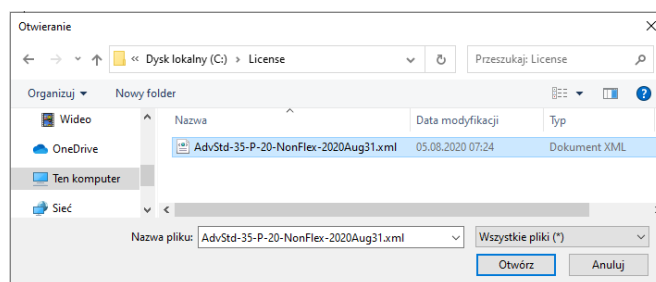 Otwieranie
« Dysk lokalny (C:) › License
Przeszukaj: License
Organizuj Nowy folder
Nazwa Data modyfikacji Typ
Wideo
AdvStd-35-P-20-NonFlex-2020Aug31.xml 05.08.2020 07:24 Dokument XML
OneDrive
Ten komputer
Sieć
Nazwa pliku: AdvStd-35-P-20-NonFlex-2020Aug31.xml Wszystkie pliki (*)
Otwórz Anuluj